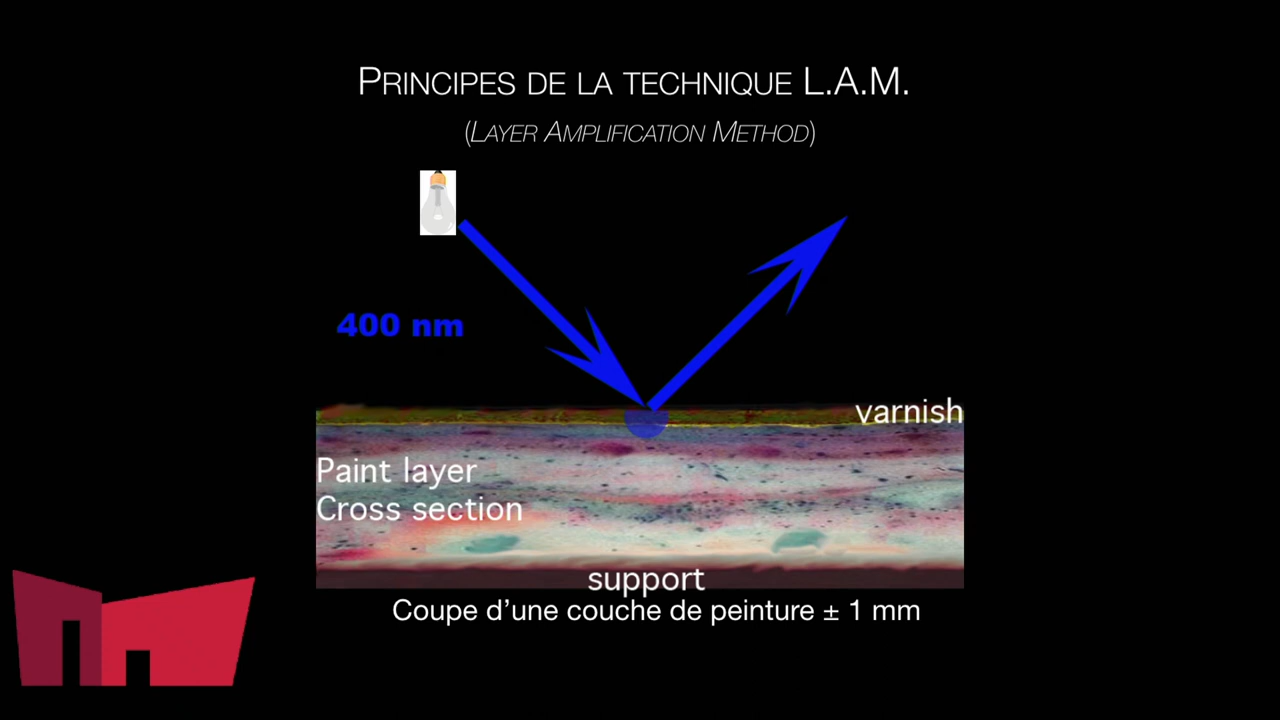 PRINCIPES DE LA TECHNIQUE L.A.M.
(LAYER AMPLIFICATION METHOD)
400 nm
varnish
Paint layer
Cross section
support
Coupe d’une couche de peinture ± 1 mm